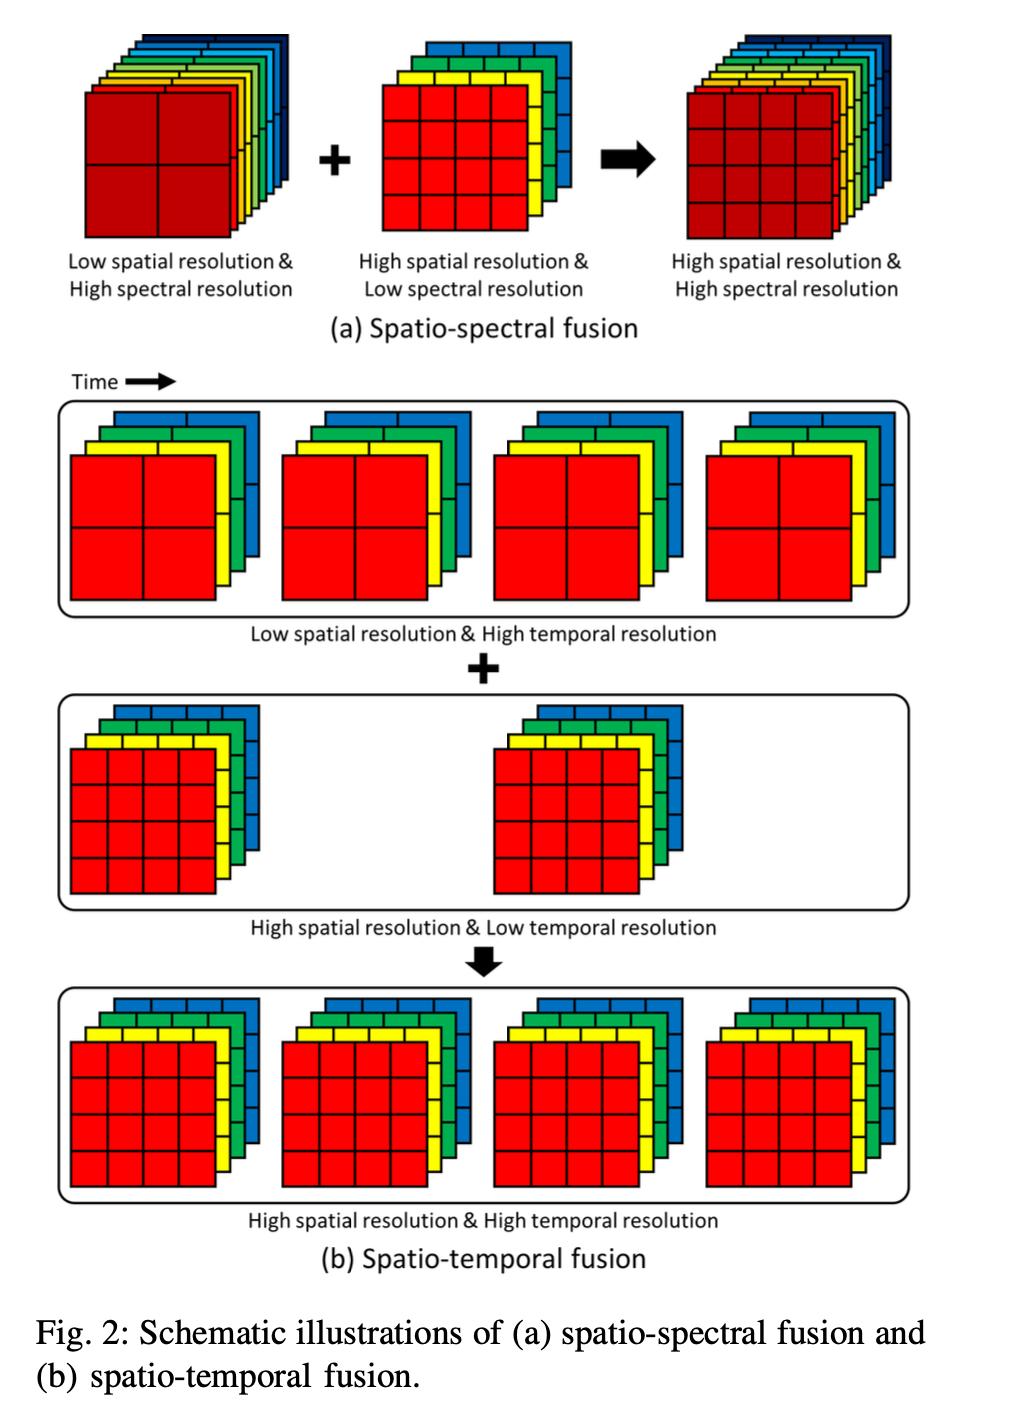 Low spatial resolution &
High spectral resolution
High spatial resolution &
Low spectral resolution
High spatial resolution &
High spectral resolution
(a) Spatio-spectral fusion
Time
Low spatial resolution & High temporal resolution
High spatial resolution & Low temporal resolution
High spatial resolution & High temporal resolution
(b) Spatio-temporal fusion
Fig. 2: Schematic illustrations of (a) spatio-spectral fusion and
(b) spatio-temporal fusion.